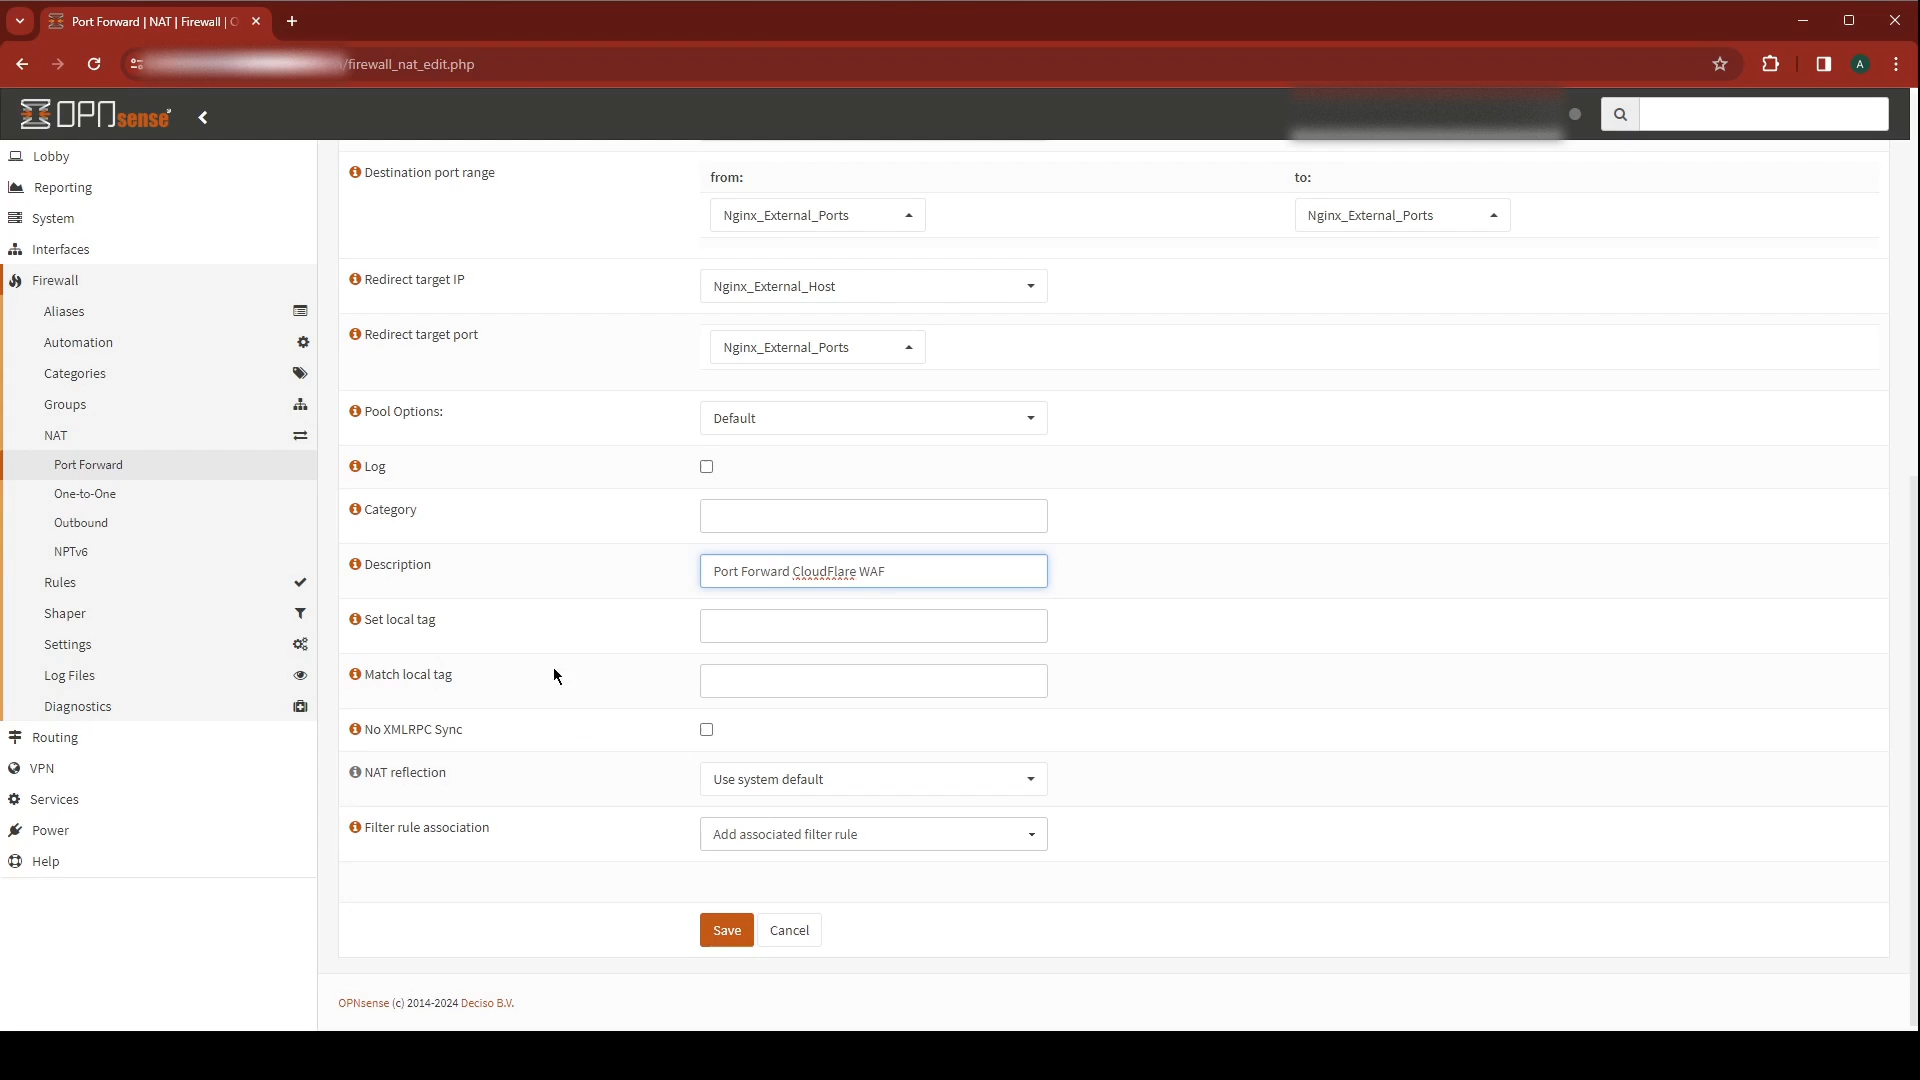 Port Forward | NAT | Firewall |
/firewall_nat_edit.php
A
OPNsense
Lobby
Reporting
System
Interfaces
Firewall
Aliases
Automation
Categories
Groups
NAT
Port Forward
One-to-One
Outbound
NPTv6
Rules
Shaper
Settings
Log Files
Diagnostics
Routing
VPN
Services
Power
Help
Destination port range
from:
to:
Nginx_External_Ports
Nginx_External_Ports
Redirect target IP
Nginx_External_Host
Redirect target port
Nginx_External_Ports
Pool Options:
Default
Log
Category
Description
Port Forward CloudFlare WAF
Set local tag
Match local tag
No XMLRPC Sync
NAT reflection
Use system default
Filter rule association
Add associated filter rule
Save
Cancel
OPNsense (c) 2014-2024 Deciso B.V.